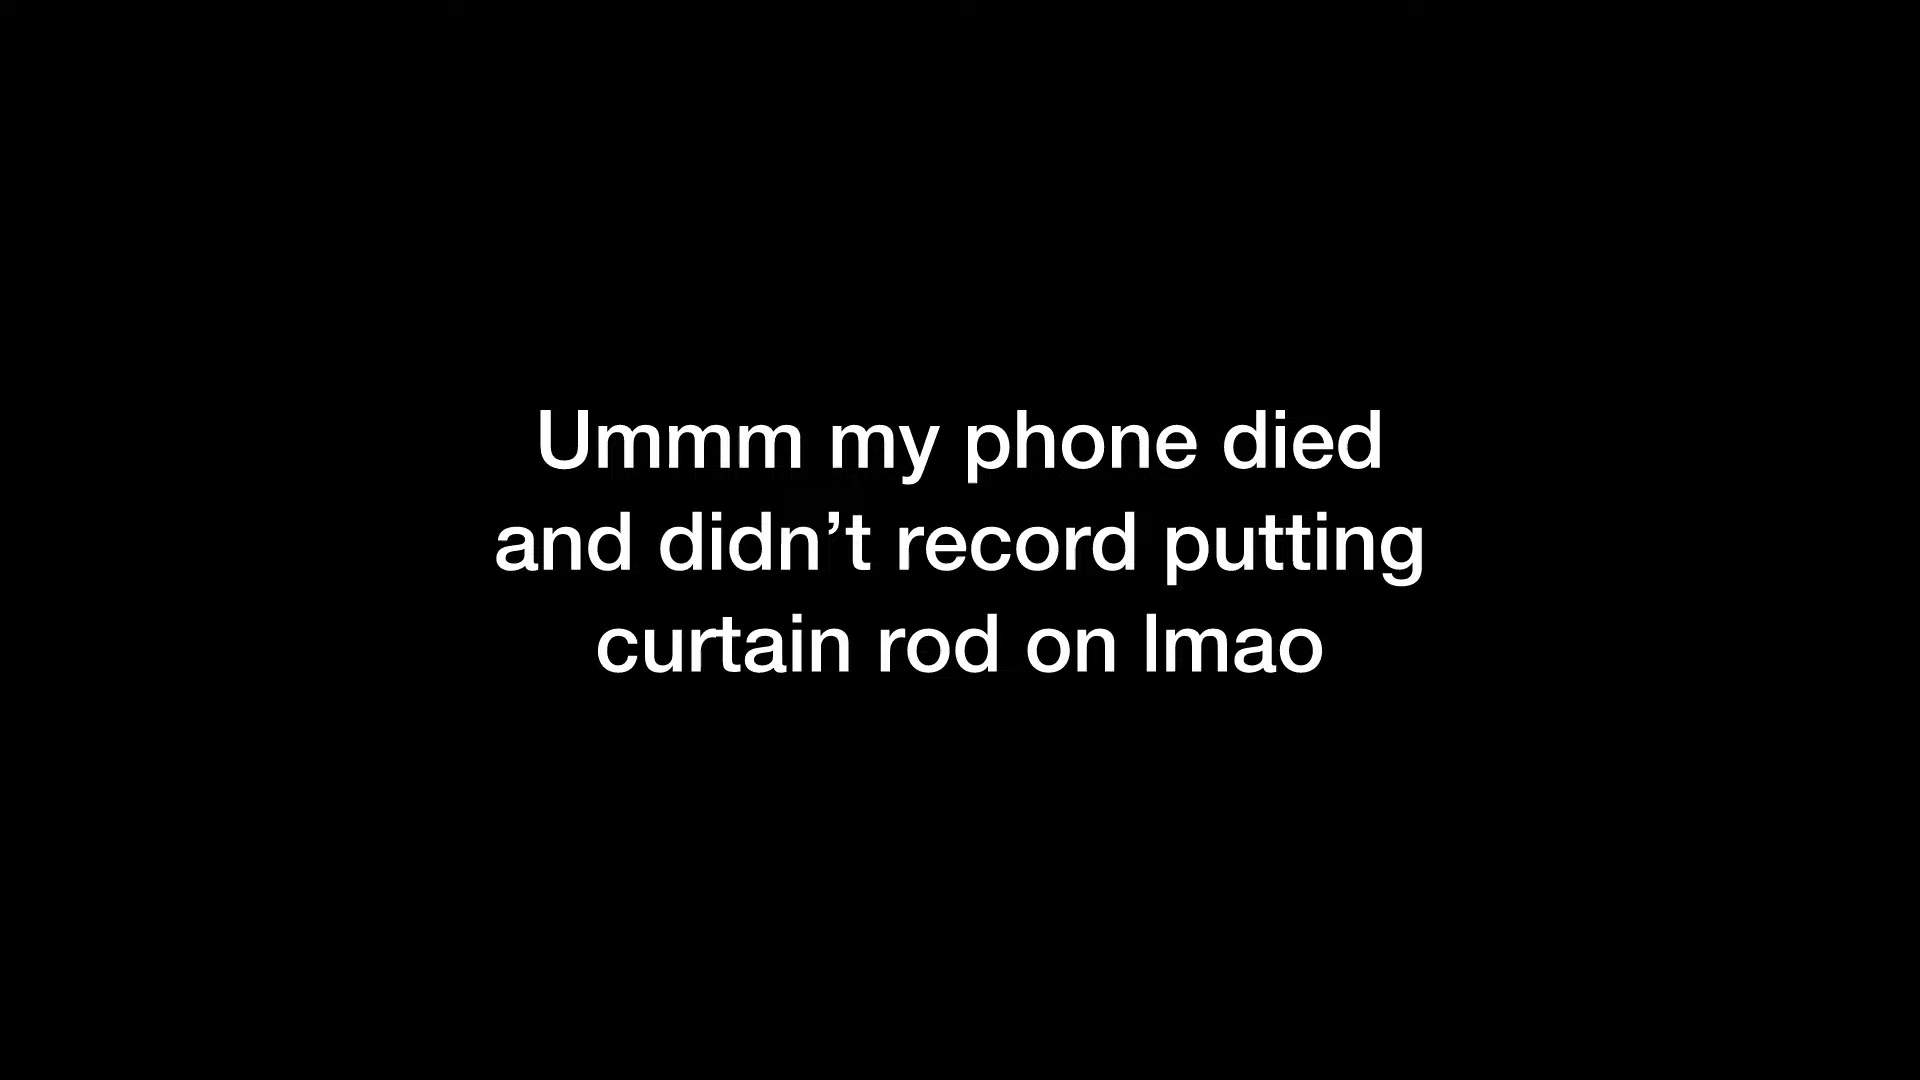 Ummm my phone died
and didn’t record putting
curtain rod on lmao